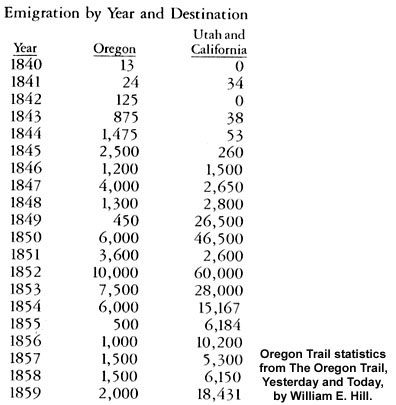 Emigration by Year and Destination
Utah and
Year Oregon California
1840 13 0
1841 24 34
1842 125 0
1843 875 38
1844 1,475 53
1845 2,500 260
1846 1,200 1,500
1847 4,000 2,650
1848 1,300 2,800
1849 450 26,500
1850 6,000 46,500
1851 3,600 2,600
1852 10,000 60,000
1853 7,500 28,000
1854 6,000 15,167
1855 500 6,184
1856 1,000 10,200
1857 1,500 5,300
1858 1,500 6,150
1859 2,000 18,431
Oregon Trail statistics
from The Oregon Trail,
Yesterday and Today,
by William E. Hill.